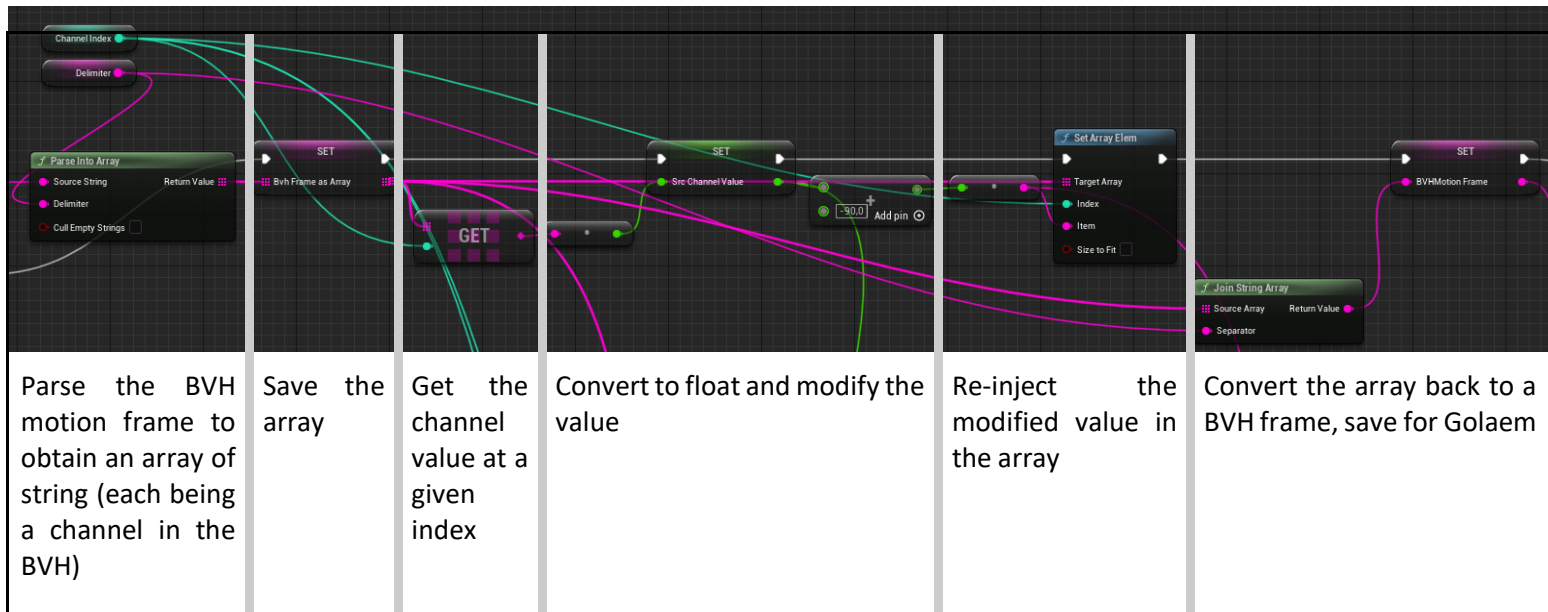 Channel Index
Delimiter
Parse Into Array
Source String
Return Value
Delimiter
Cull Empty Strings
SET
Bvh Frame as Array
GET
SET
Src Channel Value
-90,0
Add pin
Set Array Elem
Target Array
Index
Item
Size to Fit
SET
BVHMotion Frame
Join String Array
Source Array
Return Value
Separator
Parse the BVH
motion frame to
obtain an array of
string (each being
a channel in the
BVH)
Save the
array
Get the
channel
value at a
given
index
Convert to float and modify the
value
Re-inject the
modified value in
the array
Convert the array back to a
BVH frame, save for Golaem